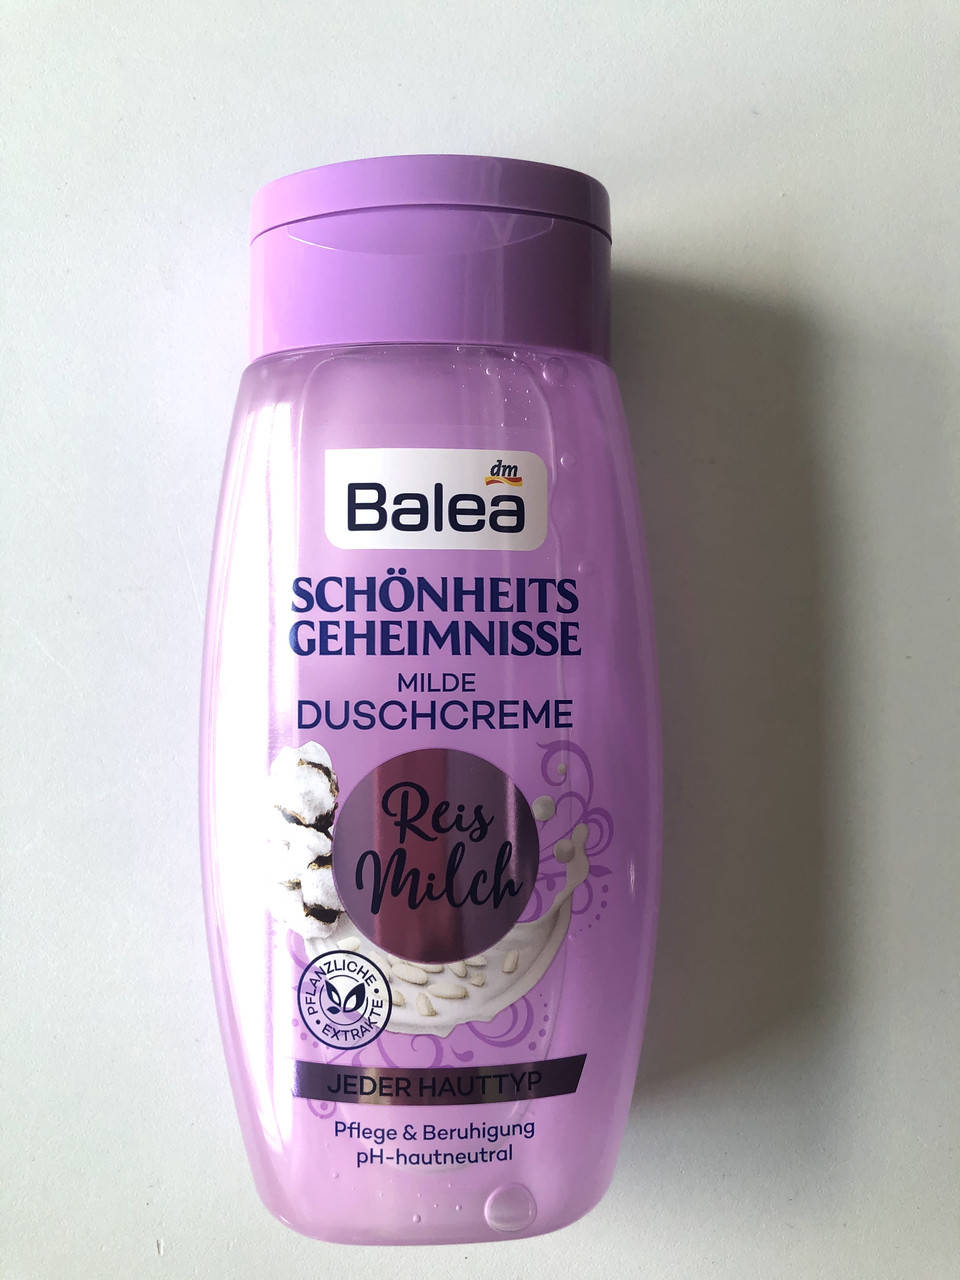 dm
Balea
SCHÖNHEITS
GEHEIMNISSE
MILDE
DUSCHCREME
Reis
Milch
PFLANZLICHE
• EXTRAKTE •
JEDER HAUTTYP
Pflege & Beruhigung
pH-hautneutral